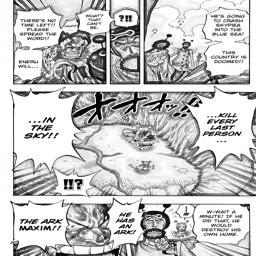 HE'S GOING
TO CRASH
SKYPIEA
INTO THE
BLUE SEA!
THIS
COUNTRY IS
DOOMED!!
?!!
WHAT?
THAT
CAN'T
BE.
THERE'S NO
TIME LEFT!!
PLEASE
SPREAD THE
WORD!!
ENERU
WILL...
オオオオッ!!
...KILL
EVERY
LAST
PERSON
...
...IN
THE
SKY!!
!!?
W-WAIT A
MINUTE! IF HE
DID THAT, HE
WOULD
DESTROY HIS
OWN HOME.
HE
HAS
AN
ARK!
THE ARK
MAXIM!!